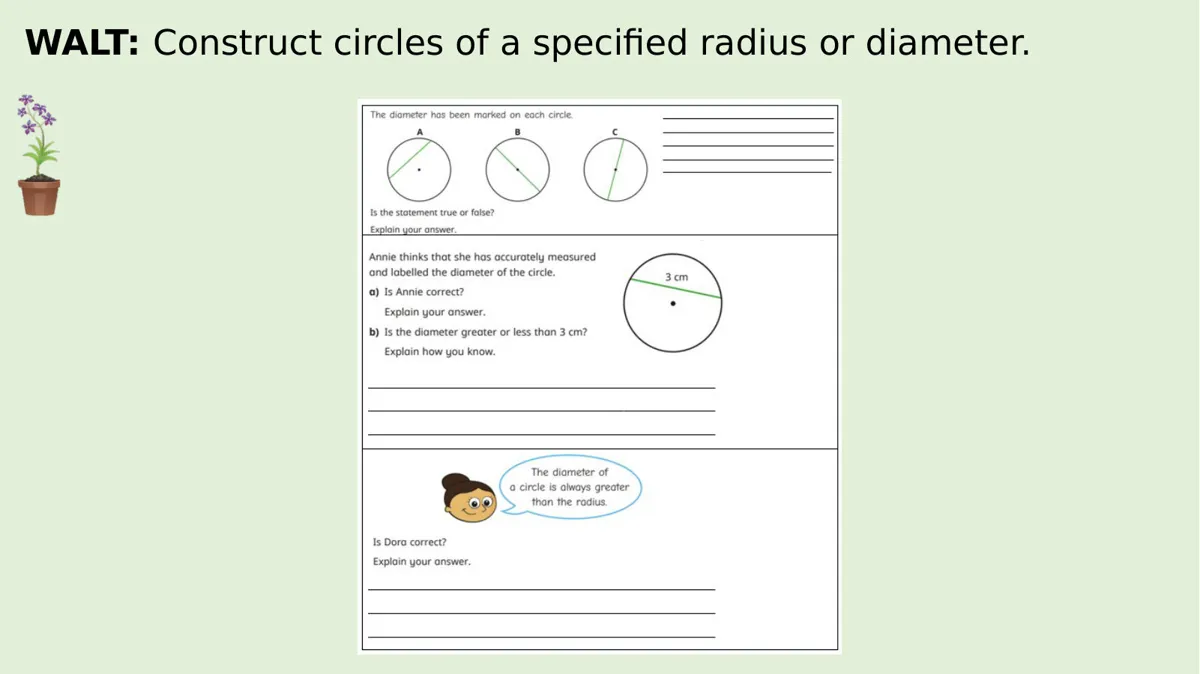 WALT: Construct circles of a specified radius or diameter.
The diameter has been marked on each circle.
A B C
Is the statement true or false?
Explain your answer.
Annie thinks that she has accurately measured
and labelled the diameter of the circle.
a) Is Annie correct?
Explain your answer.
b) Is the diameter greater or less than 3 cm?
Explain how you know.
3 cm
The diameter of
a circle is always greater
than the radius.
Is Dora correct?
Explain your answer.